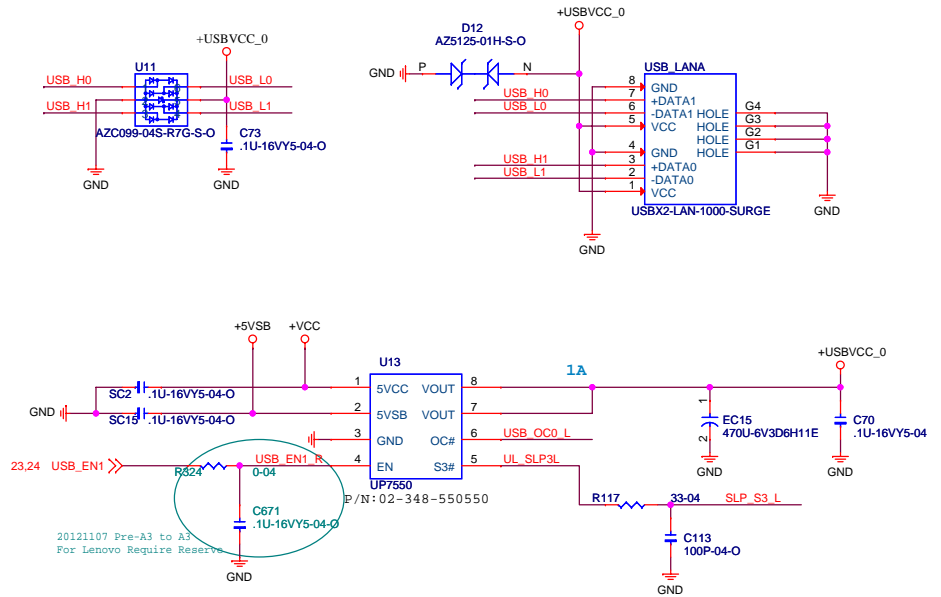 +USBVCC_0
D12
AZ5125-01H-S-O
GND P N
+USBVCC_0
U11
USB_H0 USB_L0
USB_H1 USB_L1
AZC099-04S-R7G-S-O
C73
.1U-16VY5-04-O
GND
GND
USB_LANA
8 GND
USB_H0 7 +DATA1
USB_L0 6 -DATA1 HOLE G4
5 VCC HOLE G3
4 GND HOLE G2
USB_H1 3 +DATA0 HOLE G1
USB_L1 2 -DATA0
1 VCC
USBX2-LAN-1000-SURGE
GND
GND
+5VSB
+VCC
+USBVCC_0
U13
1A
SC2 .1U-16VY5-04-O
1 5VCC VOUT 8
GND
SC15 .1U-16VY5-04-O
2 5VSB VOUT 7
3 GND OC# 6 USB_OC0_L
23,24 USB_EN1 R324 0-04 USB_EN1_R 4 EN S3# 5 UL_SLP3L
UP7550
P/N:02-348-550550
1
EC15
470U-6V3D6H11E
2
GND
C70
.1U-16VY5-04
GND
R117 33-04 SLP_S3_L
C113
100P-04-O
GND
C671
.1U-16VY5-04-O
20121107 Pre-A3 to A3
For Lenovo Require Reserve
GND